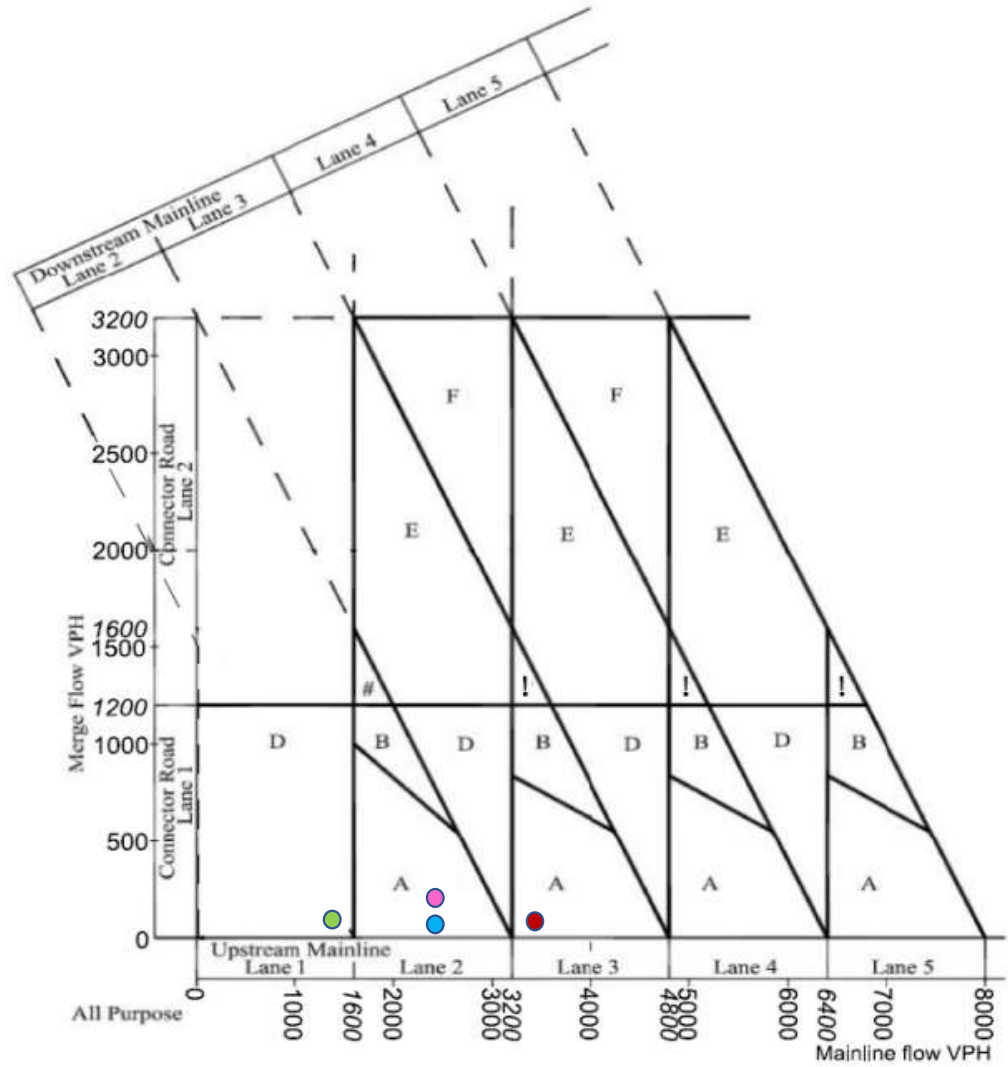 Lane 5
Lane 4
Downstream Mainline
Lane 3
Lane 2
3200
3000
2500
2000
1600
1500
1200
1000
500
0
Merge Flow VPH
Connector Road
Lane 2
Connector Road
Lane 1
F
F
E
E
E
#
!
!
!
D
B
D
B
D
B
D
B
A
A
A
A
Upstream Mainline
Lane 1
Lane 2
Lane 3
Lane 4
Lane 5
0
1000
1600
2000
3000
3200
4000
4800
5000
6000
6400
7000
8000
All Purpose
Mainline flow VPH